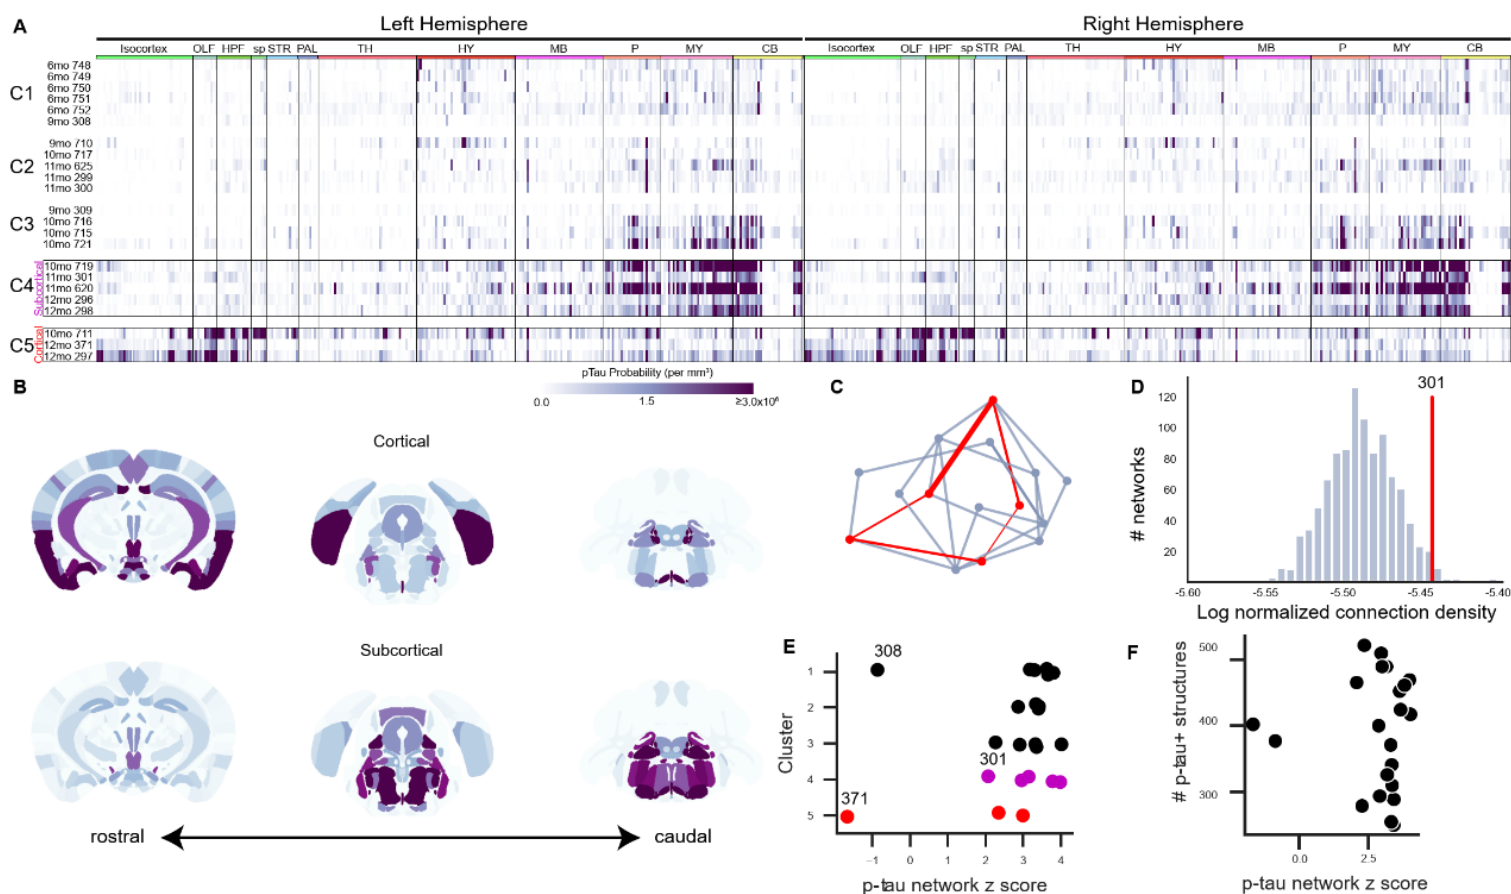 A
Left Hemisphere
Right Hemisphere
Isocortex OLF HPF sp STR PAL TH HY MB P MY CB Isocortex OLF HPF sp STR PAL TH HY MB P MY CB
C1
6mo 748
6mo 749
6mo 750
6mo 751
6mo 752
9mo 308
C2
9mo 710
10mo 717
11mo 625
11mo 299
11mo 300
C3
9mo 309
10mo 716
10mo 715
10mo 721
C4
Subcortical
10mo 719
11mo 301
11mo 620
12mo 296
12mo 298
C5
Cortical
10mo 711
12mo 371
12mo 297
pTau Probability (per mm³)
0.0 1.5 ≥3.0x10⁶
B
Cortical
Subcortical
rostral
caudal
C
D
301
# networks
120
100
80
60
40
20
-5.60 -5.55 -5.50 -5.45 -5.40
Log normalized connection density
E
308
301
371
Cluster
1
2
3
4
5
-1 0 1 2 3 4
p-tau network z score
F
# p-tau+ structures
500
400
300
0.0 2.5
p-tau network z score